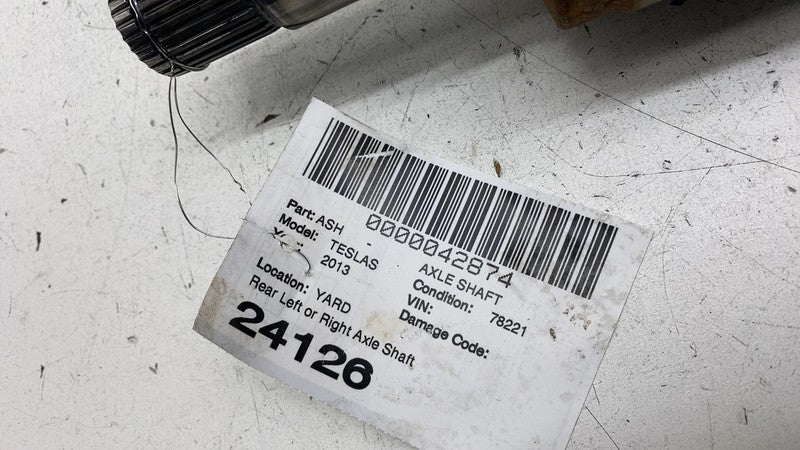 0000042874
Part: ASH AXLE SHAFT
Model: TESLAS Condition: 78221
2013 VIN:
Damage Code:
Location: YARD
Rear Left or Right Axle Shaft
24126